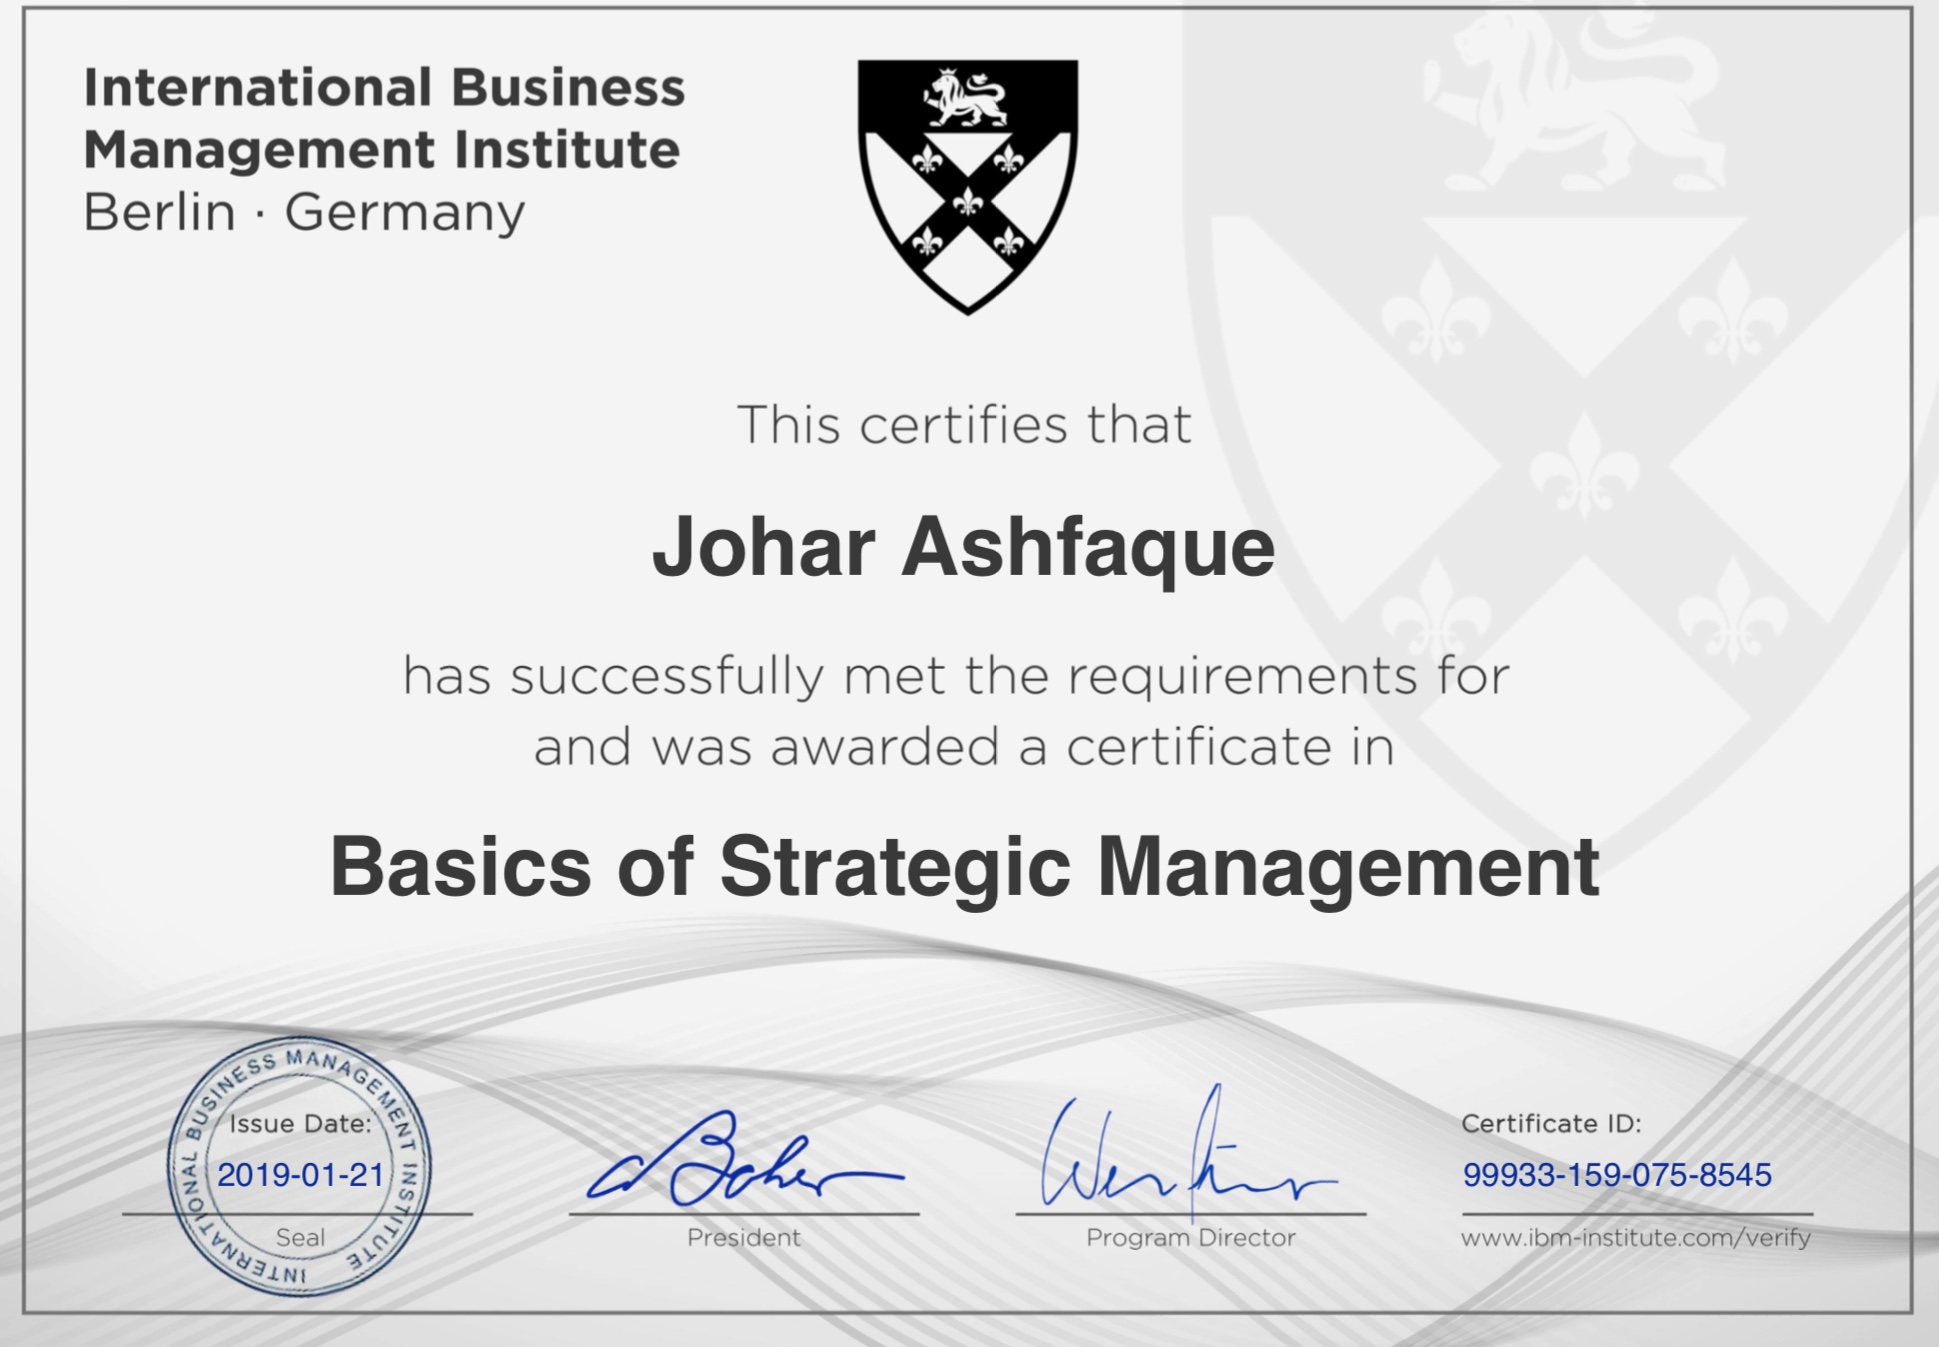 International Business
Management Institute
Berlin · Germany
This certifies that
Johar Ashfaque
has successfully met the requirements for
and was awarded a certificate in
Basics of Strategic Management
INTERNATIONAL BUSINESS MANAGEMENT INSTITUTE
Issue Date:
2019-01-21
Seal
President
Program Director
Certificate ID:
99933-159-075-8545
www.ibm-institute.com/verify